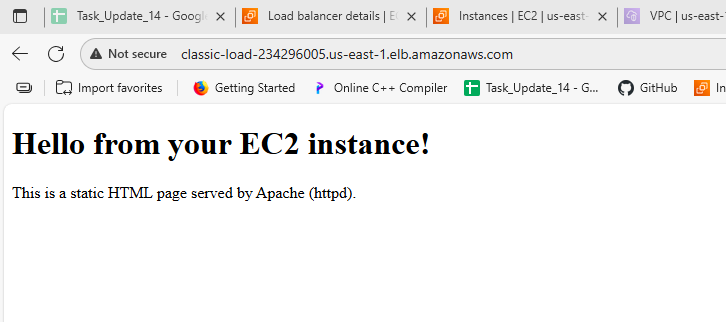 Task_Update_14 - Google
Load balancer details | E
Instances | EC2 | us-east-
VPC | us-east-
Not secure
classic-load-234296005.us-east-1.elb.amazonaws.com
Import favorites
Getting Started
Online C++ Compiler
Task_Update_14 - G...
GitHub
In
Hello from your EC2 instance!
This is a static HTML page served by Apache (httpd).